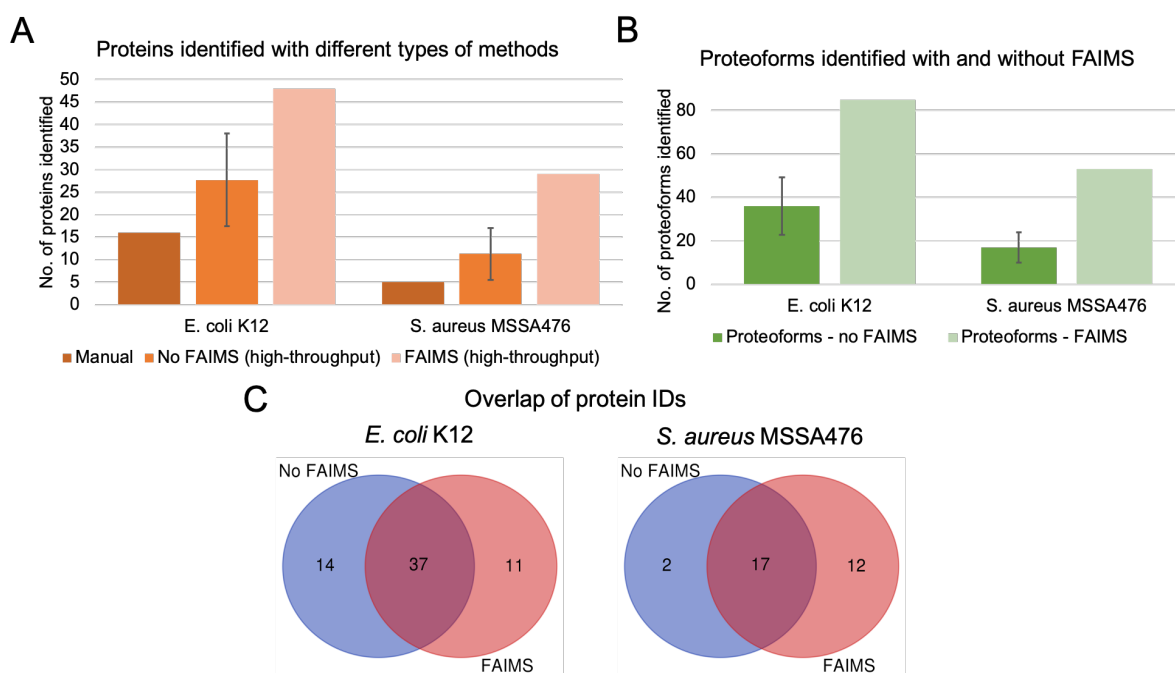 A
Proteins identified with different types of methods
No. of proteins identified
50
45
40
35
30
25
20
15
10
5
0
E. coli K12
S. aureus MSSA476
Manual
No FAIMS (high-throughput)
FAIMS (high-throughput)
B
Proteoforms identified with and without FAIMS
No. of proteoforms identified
80
60
40
20
0
E. coli K12
S. aureus MSSA476
Proteoforms - no FAIMS
Proteoforms - FAIMS
C
Overlap of protein IDs
E. coli K12
No FAIMS
14
37
11
FAIMS
S. aureus MSSA476
No FAIMS
2
17
12
FAIMS